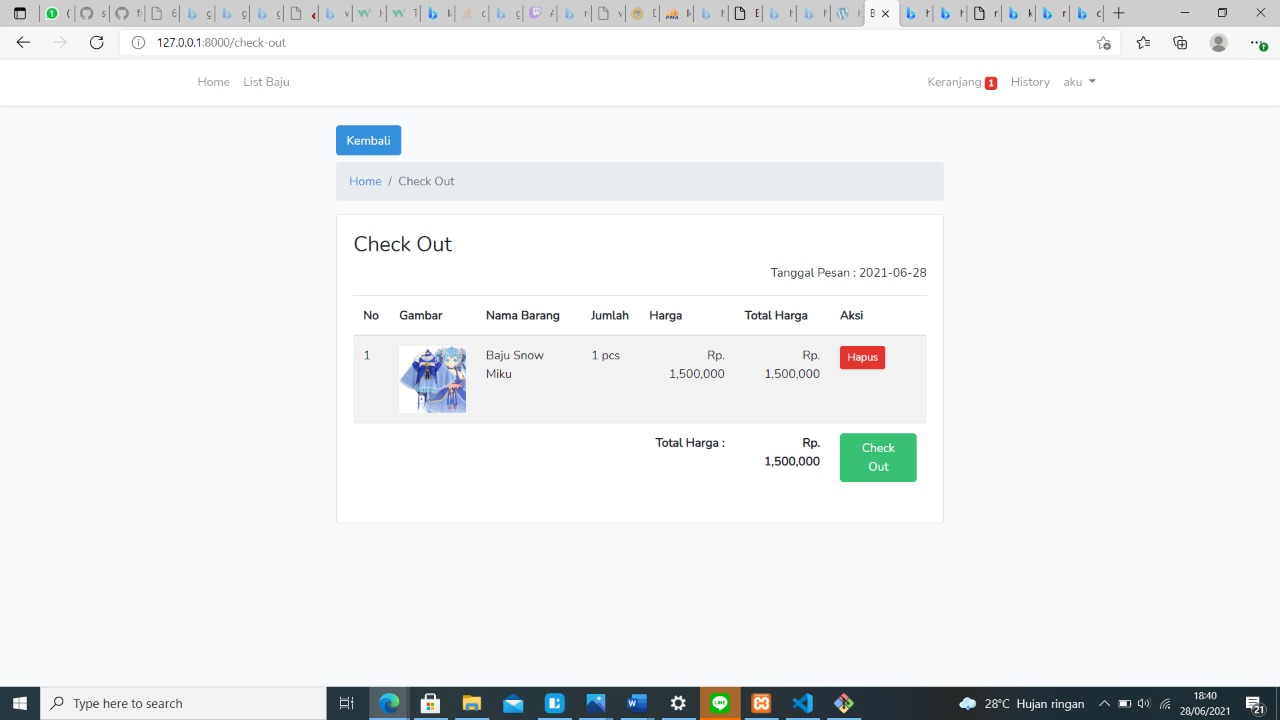 127.0.0.1:8000/check-out
Home List Baju Keranjang 1 History aku
Kembali
Home / Check Out
Check Out
Tanggal Pesan : 2021-06-28
No Gambar Nama Barang Jumlah Harga Total Harga Aksi
1 Baju Snow Miku 1 pcs Rp. 1,500,000 Rp. 1,500,000 Hapus
Total Harga : Rp. 1,500,000 Check Out
Type here to search
28°C Hujan ringan
18:40
28/06/2021
21